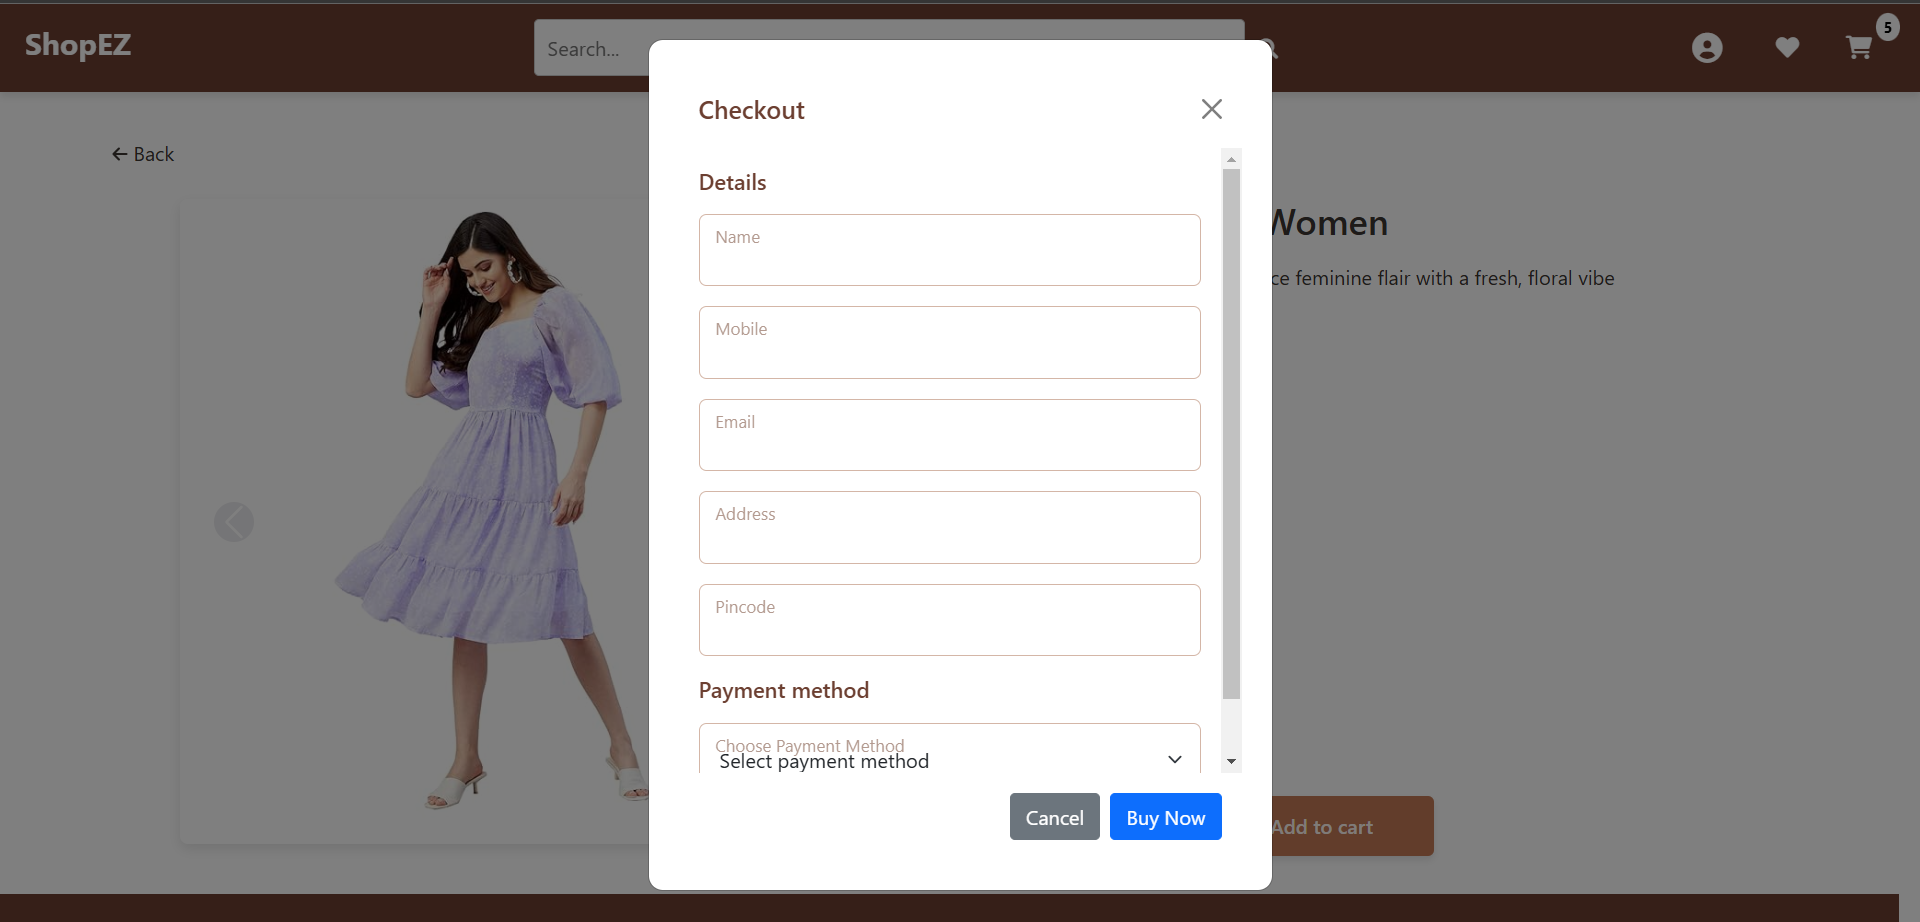 ShopEZ
Search...
5
Checkout
Back
Details
Women
Name
ce feminine flair with a fresh, floral vibe
Mobile
Email
Address
Pincode
Payment method
Choose Payment Method
Select payment method
Cancel
Buy Now
Add to cart